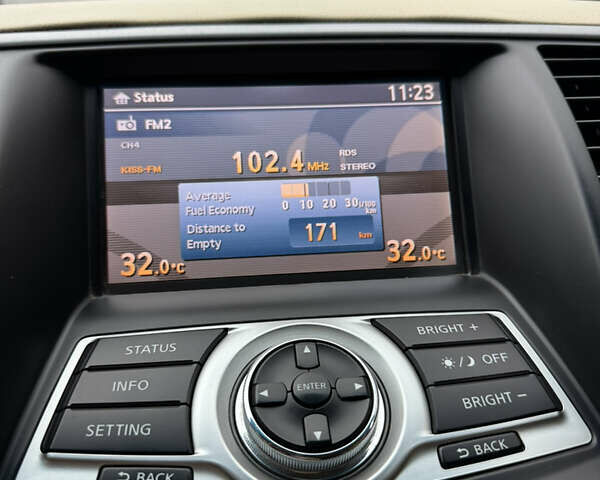 Status 11:23
FM2
CH4
KISS-FM 102.4 MHz RDS STEREO
Average
Fuel Economy 0 10 20 30 l/100 km
Distance to
Empty 171 km
32.0°C 32.0°C
STATUS
INFO
SETTING
BACK
ENTER
BRIGHT +
OFF
BRIGHT −
BACK